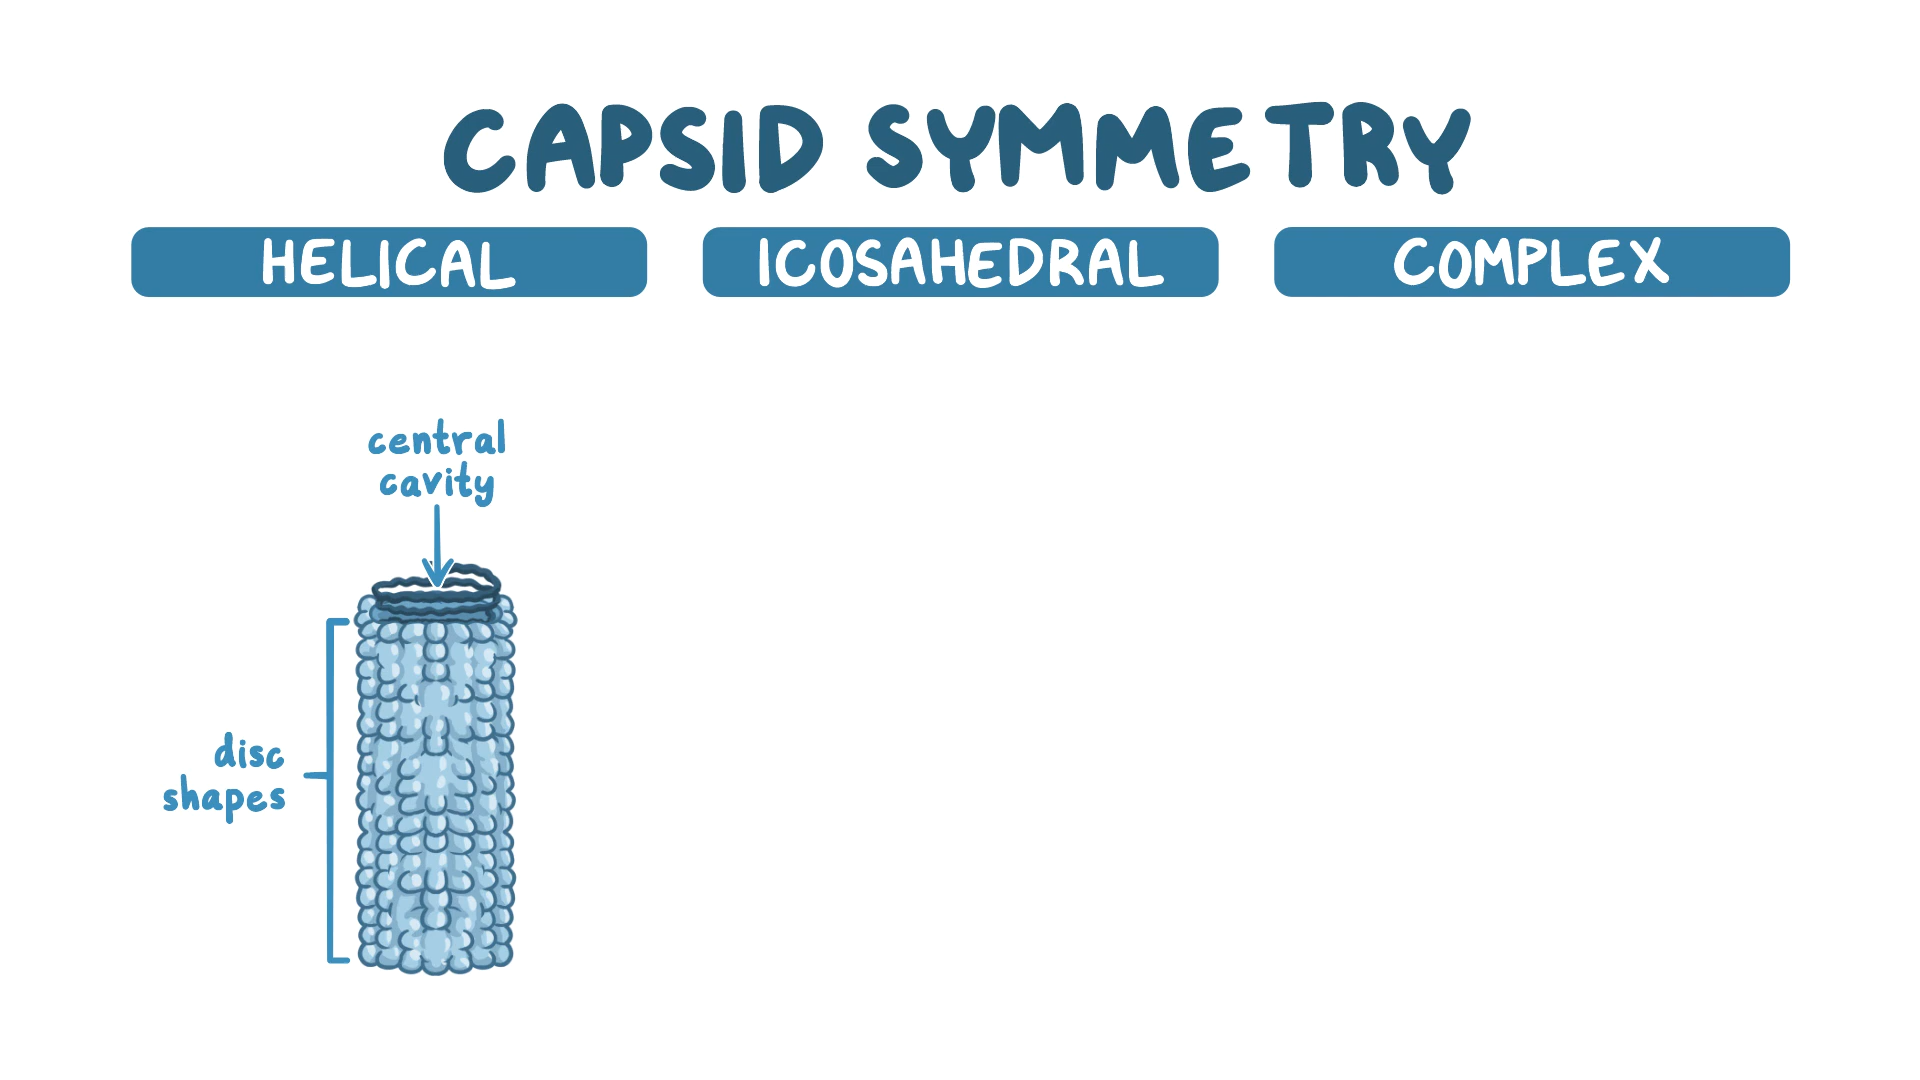 CAPSID SYMMETRY
HELICAL
ICOSAHEDRAL
COMPLEX
central
cavity
disc
shapes